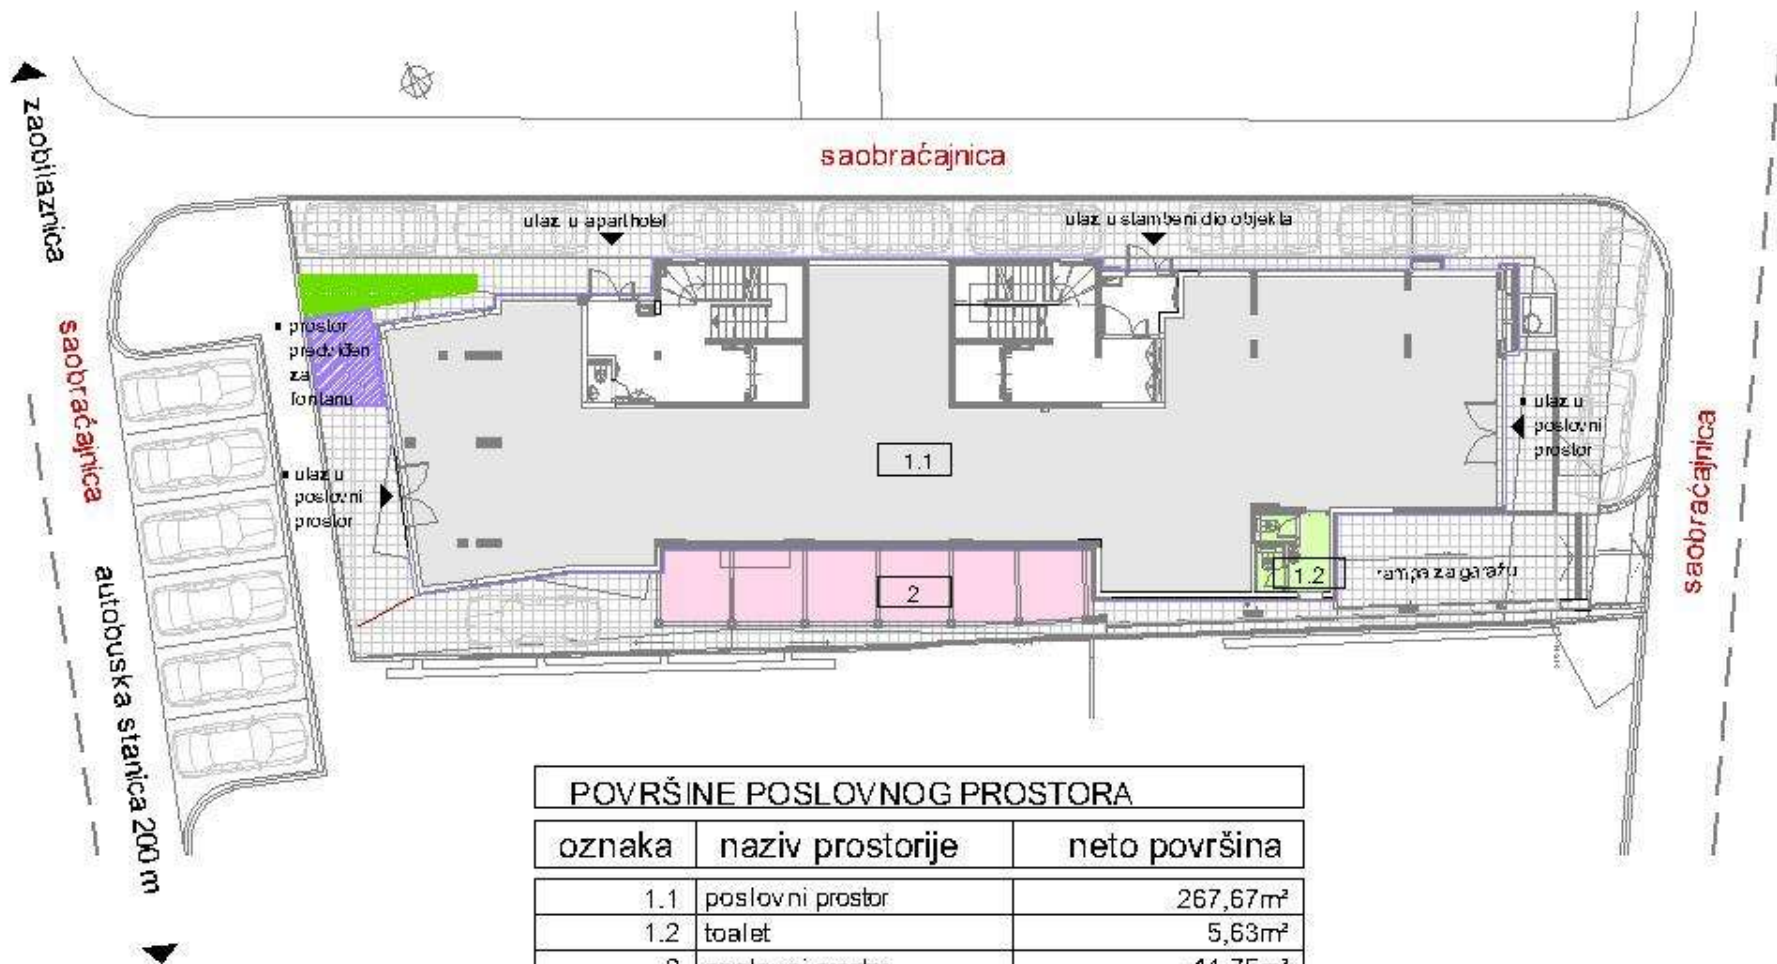 zaobilaznica
saobraćajnica
saobraćajnica
ulaz u aparthotel
ulaz u stambeni dio objekta
prostor
predviđen
za
fontanu
ulaz u
poslovni
prostor
1.1
ulaz u
poslovni
prostor
saobraćajnica
2
1.2
rampa za garažu
autobuska stanica 200 m
POVRŠINE POSLOVNOG PROSTORA
oznaka naziv prostorije neto površina
1.1 poslovni prostor 267,67m²
1.2 toalet 5,63m²